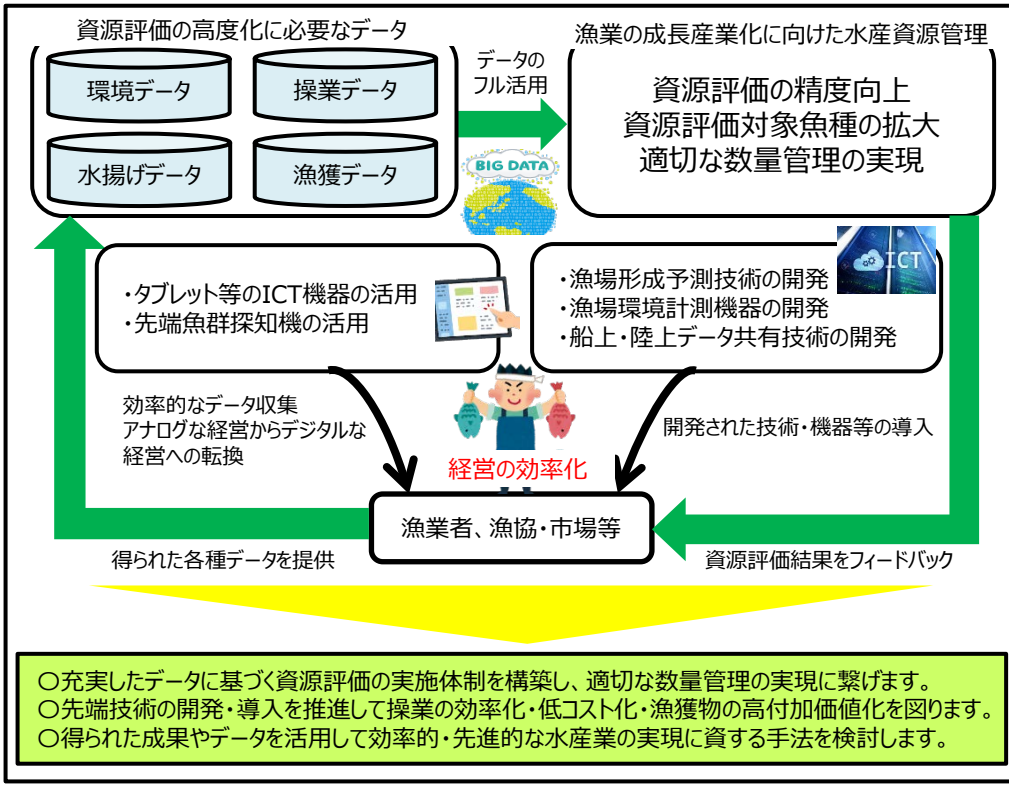 資源評価の高度化に必要なデータ
環境データ
操業データ
水揚げデータ
漁獲データ
データの
フル活用
BIG DATA
漁業の成長産業化に向けた水産資源管理
資源評価の精度向上
資源評価対象魚種の拡大
適切な数量管理の実現
・タブレット等のICT機器の活用
・先端魚群探知機の活用
ICT
・漁場形成予測技術の開発
・漁場環境計測機器の開発
・船上・陸上データ共有技術の開発
効率的なデータ収集
アナログな経営からデジタルな
経営への転換
開発された技術・機器等の導入
経営の効率化
漁業者、漁協・市場等
得られた各種データを提供
資源評価結果をフィードバック
○充実したデータに基づく資源評価の実施体制を構築し、適切な数量管理の実現に繋げます。
○先端技術の開発・導入を推進して操業の効率化・低コスト化・漁獲物の高付加価値化を図ります。
○得られた成果やデータを活用して効率的・先進的な水産業の実現に資する手法を検討します。